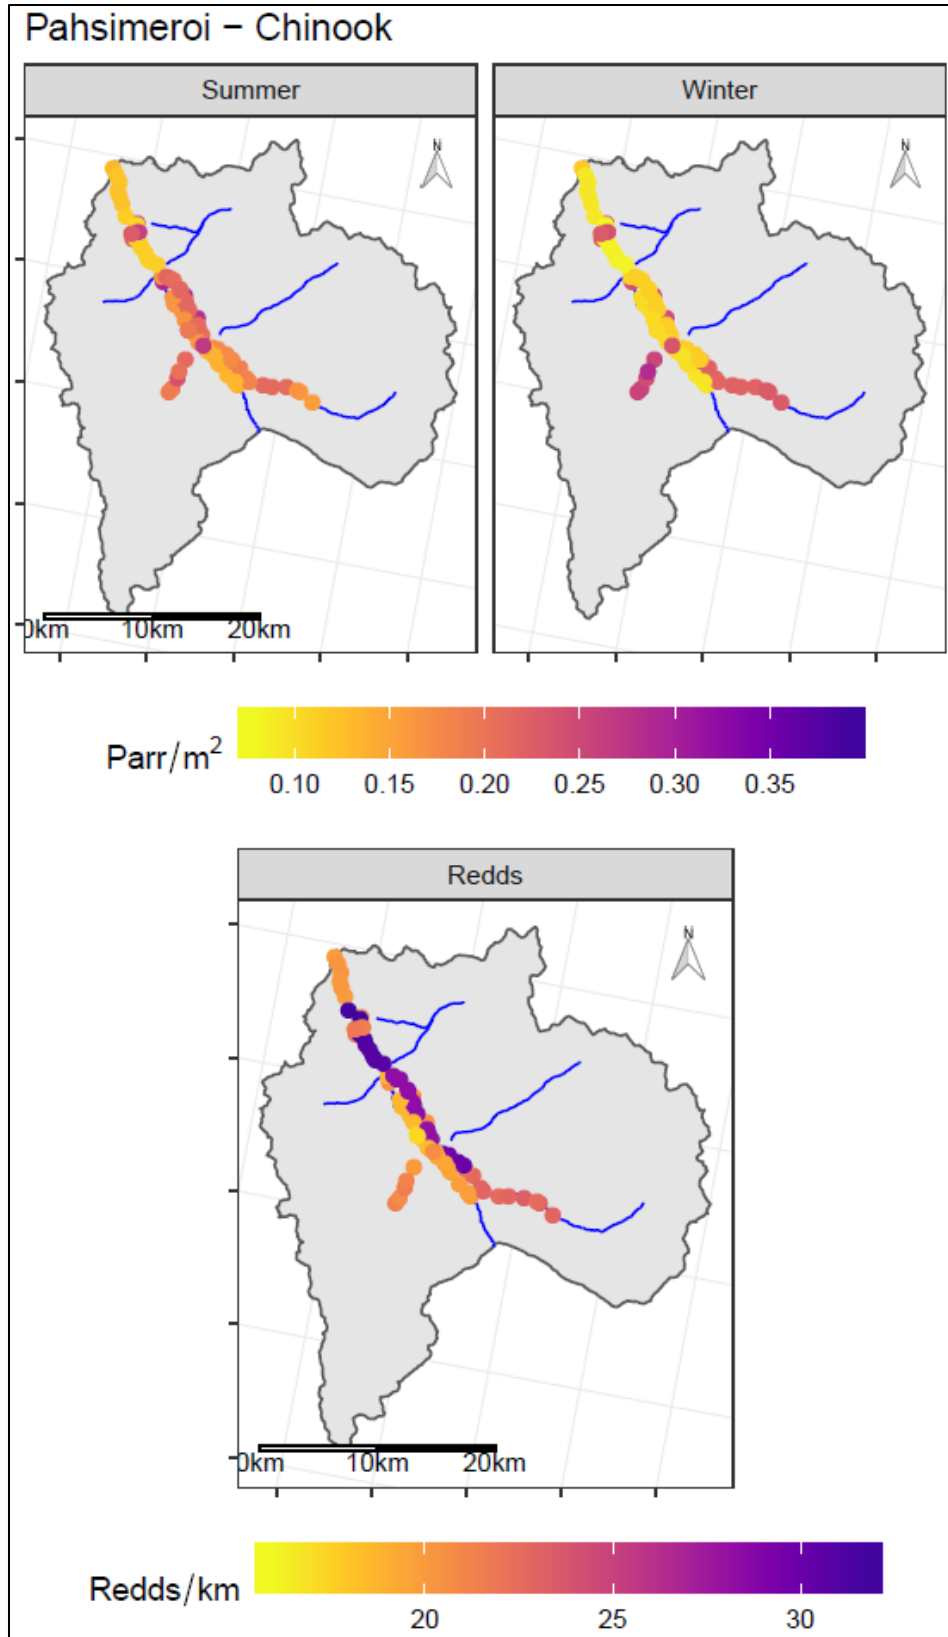 Pahsimeroi – Chinook
Summer
Winter
N
N
0km 10km 20km
Parr/m²
0.10 0.15 0.20 0.25 0.30 0.35
Redds
N
0km 10km 20km
Redds/km
20 25 30